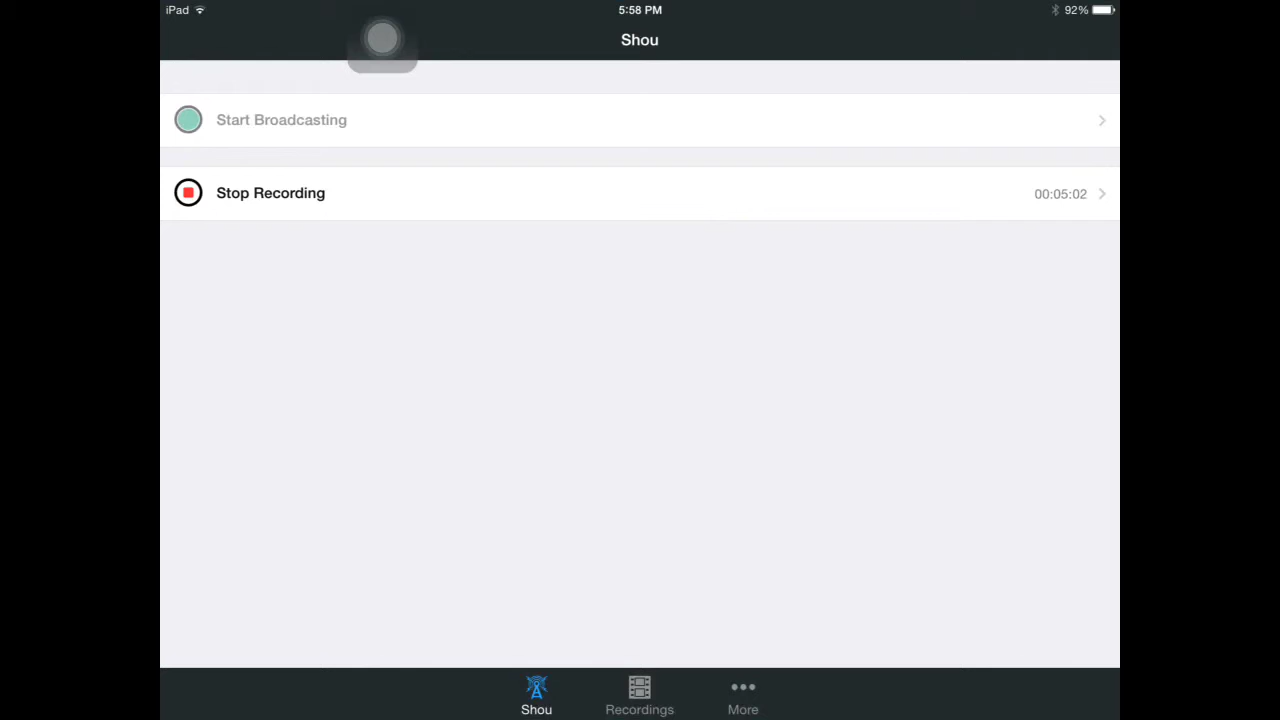 iPad 5:58 PM 92%
Shou
Start Broadcasting
Stop Recording 00:05:02
Shou Recordings More